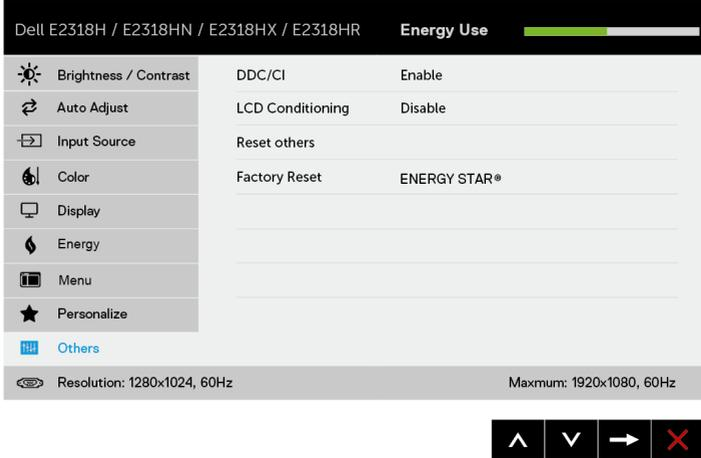 Dell E2318H / E2318HN / E2318HX / E2318HR Energy Use
Brightness / Contrast DDC/CI Enable
Auto Adjust LCD Conditioning Disable
Input Source Reset others
Color Factory Reset ENERGY STAR®
Display
Energy
Menu
Personalize
Others
Resolution: 1280x1024, 60Hz Maxmum: 1920x1080, 60Hz